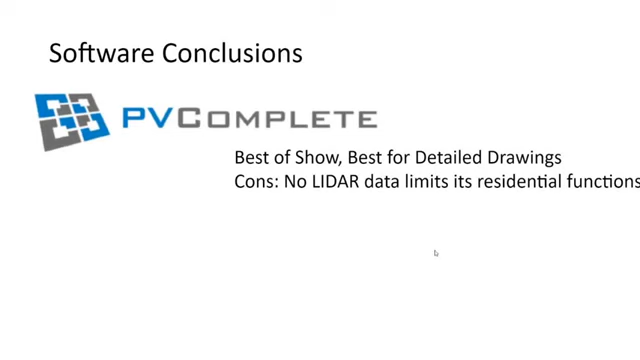 Software Conclusions
PVCOMPLETE
Best of Show, Best for Detailed Drawings
Cons: No LIDAR data limits its residential functions